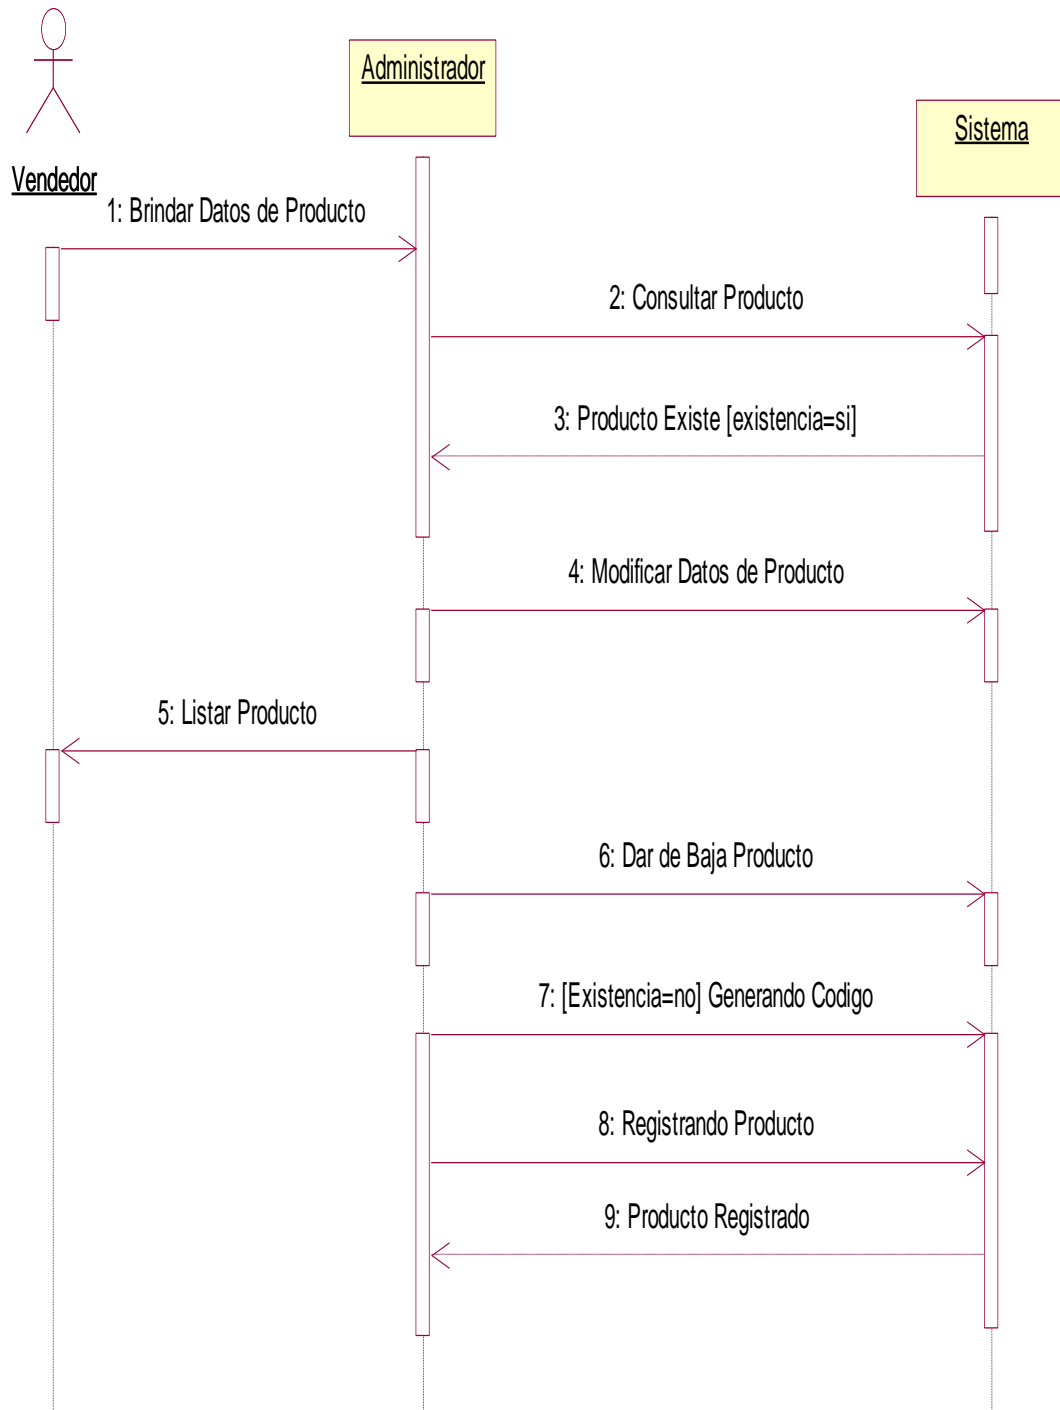 Administrador
Sistema
Vendedor
1: Brindar Datos de Producto
2: Consultar Producto
3: Producto Existe [existencia=si]
4: Modificar Datos de Producto
5: Listar Producto
6: Dar de Baja Producto
7: [Existencia=no] Generando Codigo
8: Registrando Producto
9: Producto Registrado